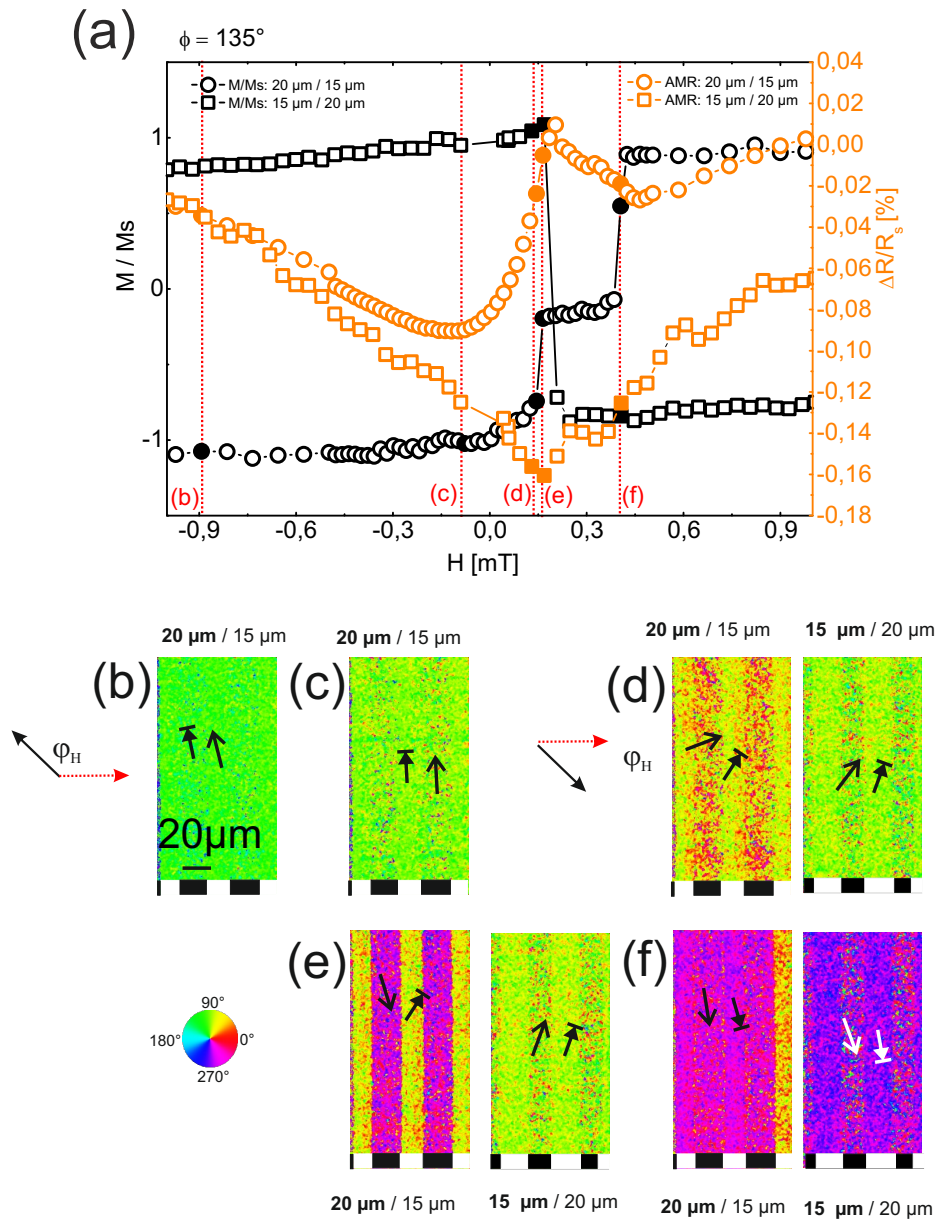 (a)
ϕ = 135°
M/Ms: 20 μm / 15 μm
M/Ms: 15 μm / 20 μm
AMR: 20 μm / 15 μm
AMR: 15 μm / 20 μm
M / Ms
1
0
-1
0,04
0,02
0,00
-0,02
-0,04
-0,06
-0,08
-0,10
-0,12
-0,14
-0,16
-0,18
ΔR/Rs [%]
(b)
(c)
(d)
(e)
(f)
-0,9
-0,6
-0,3
0,0
0,3
0,6
0,9
H [mT]
20 μm / 15 μm
20 μm / 15 μm
20 μm / 15 μm
15 μm / 20 μm
(b)
(c)
(d)
φH
φH
20μm
(e)
(f)
90°
180°
0°
270°
20 μm / 15 μm
15 μm / 20 μm
20 μm / 15 μm
15 μm / 20 μm